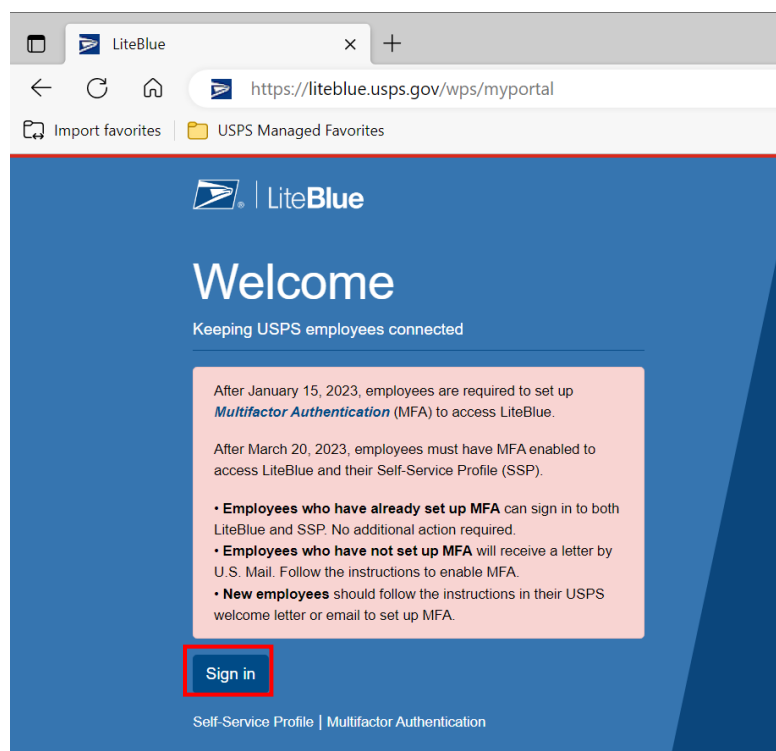 LiteBlue
https://liteblue.usps.gov/wps/myportal
Import favorites
USPS Managed Favorites
LiteBlue
Welcome
Keeping USPS employees connected
After January 15, 2023, employees are required to set up
Multifactor Authentication (MFA) to access LiteBlue.
After March 20, 2023, employees must have MFA enabled to
access LiteBlue and their Self-Service Profile (SSP).
• Employees who have already set up MFA can sign in to both
LiteBlue and SSP. No additional action required.
• Employees who have not set up MFA will receive a letter by
U.S. Mail. Follow the instructions to enable MFA.
• New employees should follow the instructions in their USPS
welcome letter or email to set up MFA.
Sign in
Self-Service Profile | Multifactor Authentication